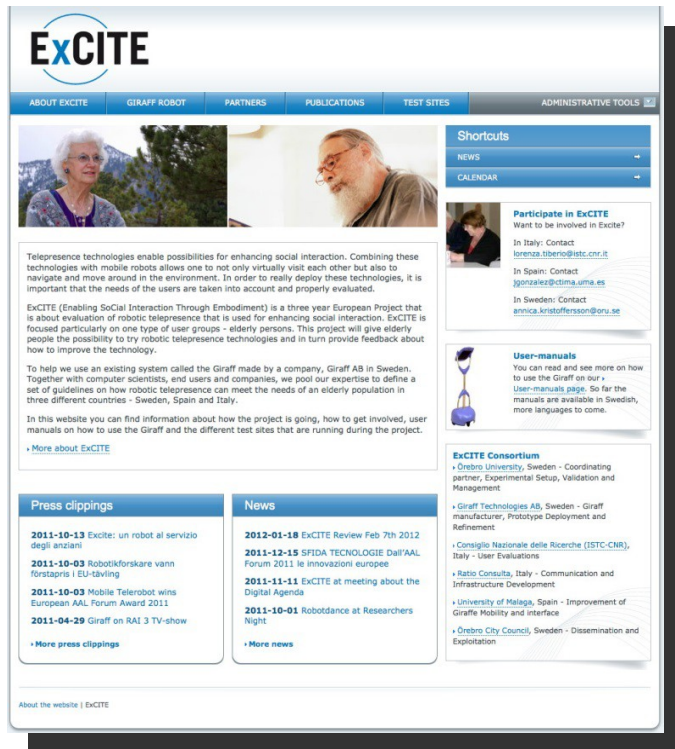 ExCITE
ABOUT EXCITE
GIRAFF ROBOT
PARTNERS
PUBLICATIONS
TEST SITES
ADMINISTRATIVE TOOLS
Telepresence technologies enable possibilities for enhancing social interaction. Combining these
technologies with mobile robots allows one to not only virtually visit each other but also to
navigate and move around in the environment. In order to really deploy these technologies, it is
important that the needs of the users are taken into account and properly evaluated.
ExCITE (Enabling SoCial Interaction Through Embodiment) is a three year European Project that
is about evaluation of robotic telepresence that is used for enhancing social interaction. ExCITE is
focused particularly on one type of user groups - elderly persons. This project will give elderly
people the possibility to try robotic telepresence technologies and in turn provide feedback about
how to improve the technology.
To help we use an existing system called the Giraff made by a company, Giraff AB in Sweden.
Together with computer scientists, end users and companies, we pool our expertise to define a
set of guidelines on how robotic telepresence can meet the needs of an elderly population in
three different countries - Sweden, Spain and Italy.
In this website you can find information about how the project is going, how to get involved, user
manuals on how to use the Giraff and the different test sites that are running during the project.
More about ExCITE
Press clippings
2011-10-13 Excite: un robot al servizio
degli anziani
2011-10-03 Robotikforskare vann
förstapris i EU-tävling
2011-10-03 Mobile Telerobot wins
European AAL Forum Award 2011
2011-04-29 Giraff on RAI 3 TV-show
More press clippings
News
2012-01-18 ExCITE Review Feb 7th 2012
2011-12-15 SFIDA TECNOLOGIE Dall'AAL
Forum 2011 le innovazioni europee
2011-11-11 ExCITE at meeting about the
Digital Agenda
2011-10-01 Robotdance at Researchers
Night
More news
Shortcuts
NEWS
CALENDAR
Participate in ExCITE
Want to be involved in Excite?
In Italy: Contact
lorenza.tiberio@istc.cnr.it
In Spain: Contact
jgonzalez@ctima.uma.es
In Sweden: Contact
annica.kristoffersson@oru.se
User-manuals
You can read and see more on how
to use the Giraff on our
User-manuals page. So far the
manuals are available in Swedish,
more languages to come.
ExCITE Consortium
Örebro University, Sweden - Coordinating
partner, Experimental Setup, Validation and
Management
Giraff Technologies AB, Sweden - Giraff
manufacturer, Prototype Deployment and
Refinement
Consiglio Nazionale delle Ricerche (ISTC-CNR),
Italy - User Evaluations
Ratio Consulta, Italy - Communication and
Infrastructure Development
University of Malaga, Spain - Improvement of
Giraffe Mobility and interface
Örebro City Council, Sweden - Dissemination and
Exploitation
About the website | ExCITE